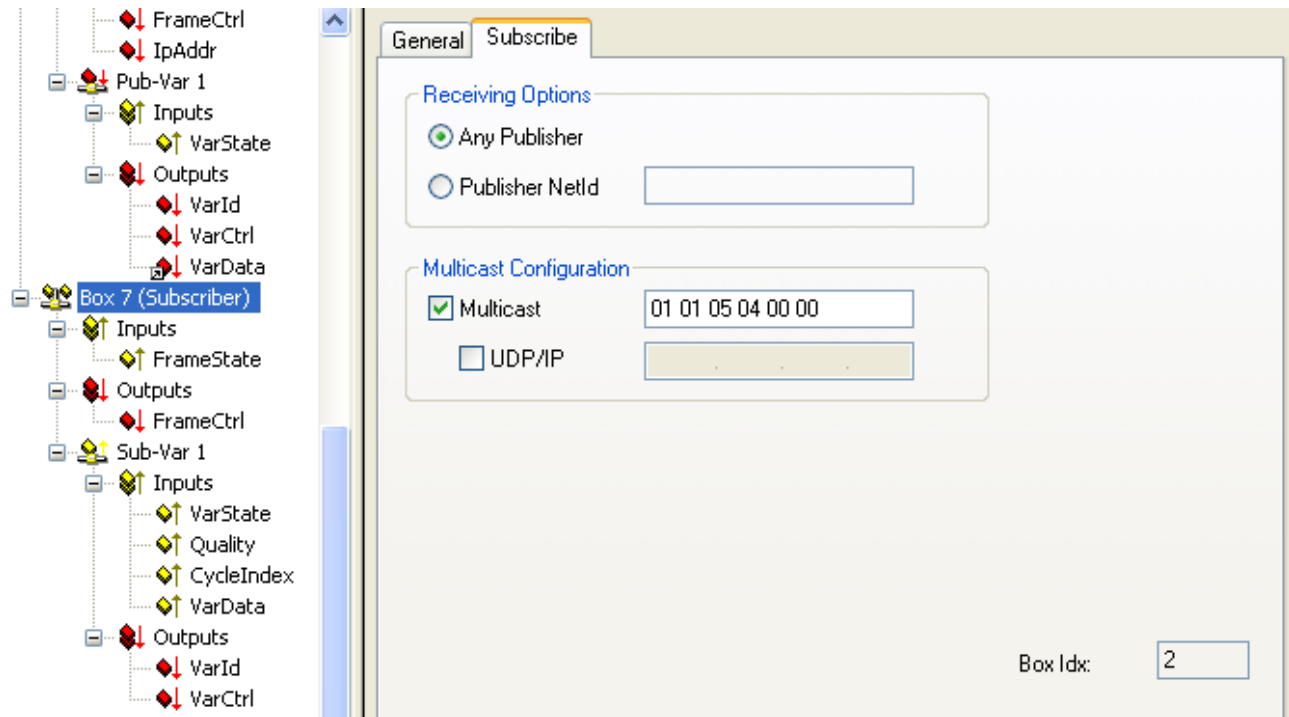 FrameCtrl
IpAddr
Pub-Var 1
Inputs
VarState
Outputs
VarId
VarCtrl
VarData
Box 7 (Subscriber)
Inputs
FrameState
Outputs
FrameCtrl
Sub-Var 1
Inputs
VarState
Quality
CycleIndex
VarData
Outputs
VarId
VarCtrl
General Subscribe
Receiving Options
Any Publisher
Publisher NetId
Multicast Configuration
Multicast 01 01 05 04 00 00
UDP/IP . . .
Box Idx: 2